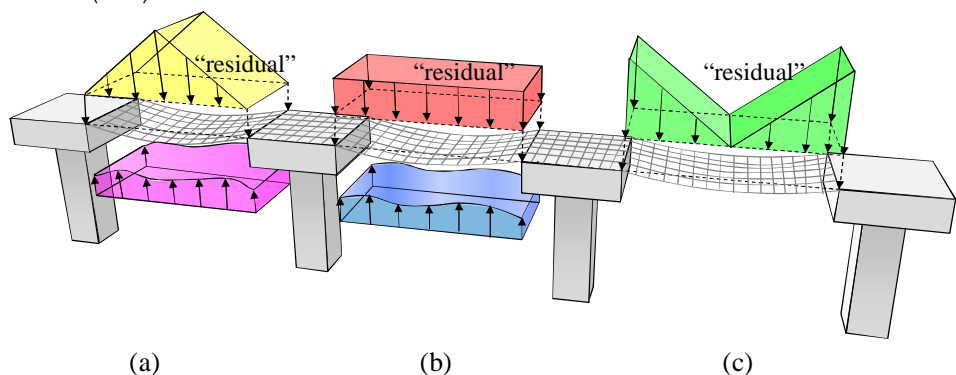 “residual”
“residual”
“residual”
(a)
(b)
(c)